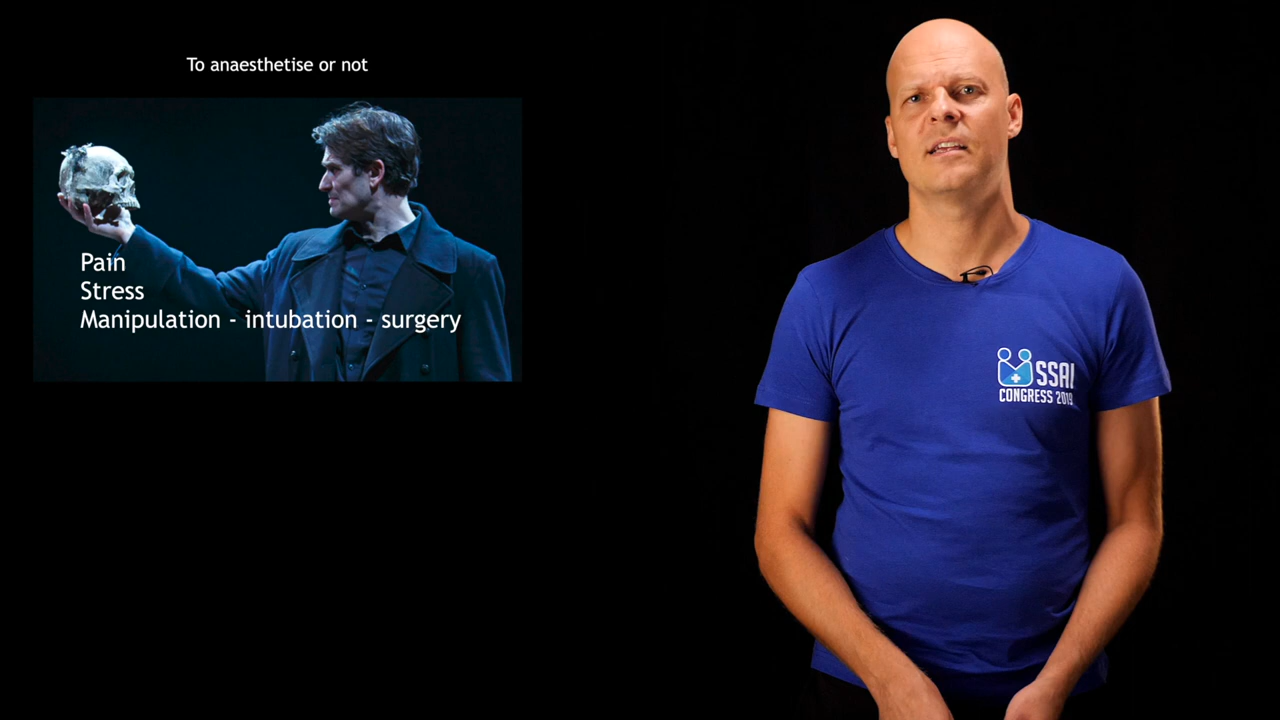 To anaesthetise or not
Pain
Stress
Manipulation - intubation - surgery
SSAI
CONGRESS 2019